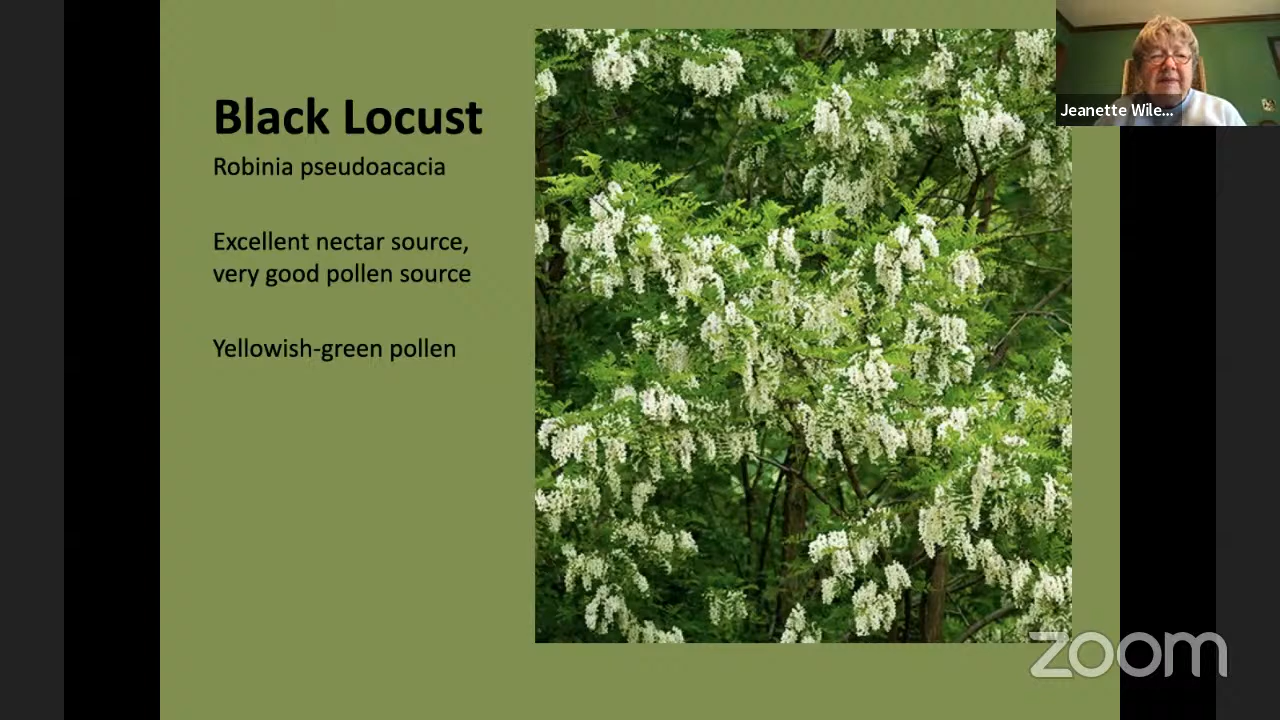 Black Locust
Robinia pseudoacacia
Excellent nectar source,
very good pollen source
Yellowish-green pollen
Jeanette Wile...
zoom